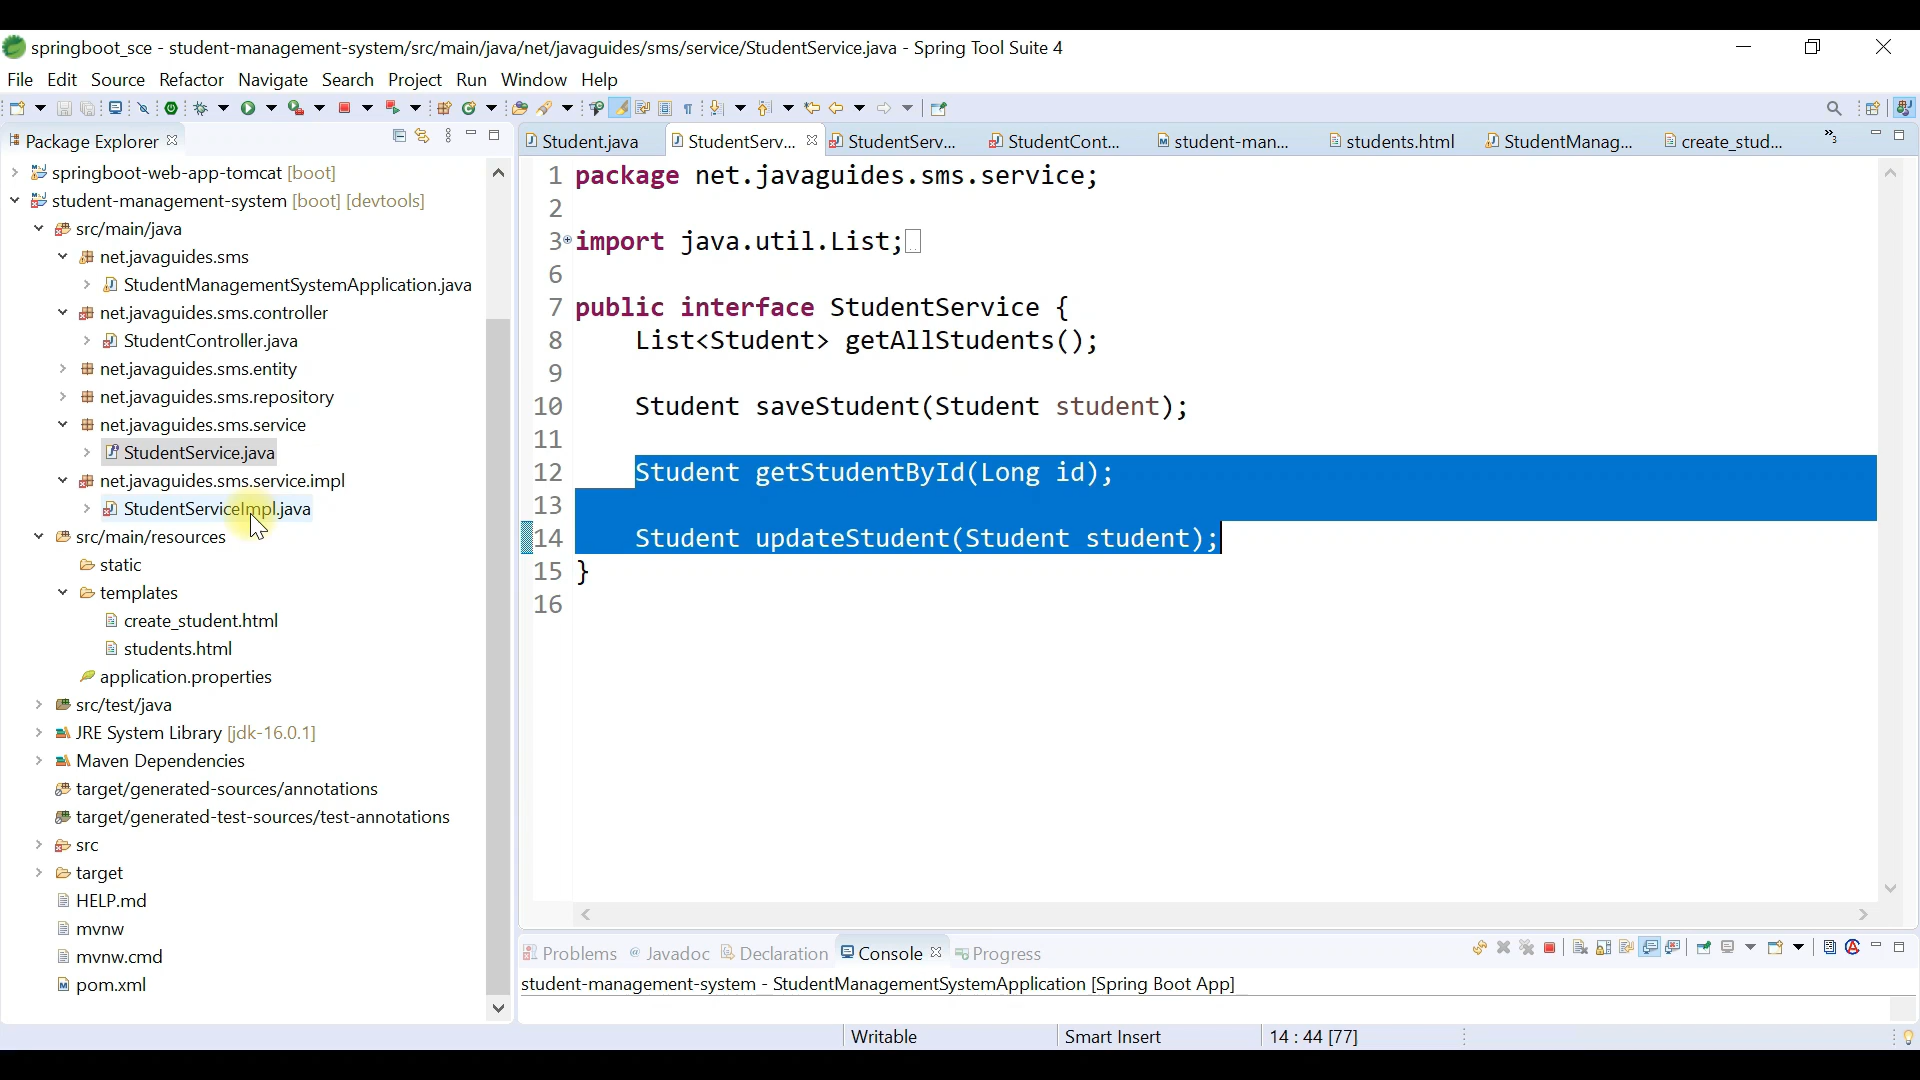 springboot_sce - student-management-system/src/main/java/net/javaguides/sms/service/StudentService.java - Spring Tool Suite 4
File Edit Source Refactor Navigate Search Project Run Window Help
Package Explorer
springboot-web-app-tomcat [boot]
student-management-system [boot] [devtools]
src/main/java
net.javaguides.sms
StudentManagementSystemApplication.java
net.javaguides.sms.controller
StudentController.java
net.javaguides.sms.entity
net.javaguides.sms.repository
net.javaguides.sms.service
StudentService.java
net.javaguides.sms.service.impl
StudentServiceImpl.java
src/main/resources
static
templates
create_student.html
students.html
application.properties
src/test/java
JRE System Library [jdk-16.0.1]
Maven Dependencies
target/generated-sources/annotations
target/generated-test-sources/test-annotations
src
target
HELP.md
mvnw
mvnw.cmd
pom.xml
Student.java StudentServ... StudentServ... StudentCont... student-man... students.html StudentManag... create_stud... »3
1 package net.javaguides.sms.service;
2
3 import java.util.List;
6
7 public interface StudentService {
8 List<Student> getAllStudents();
9
10 Student saveStudent(Student student);
11
12 Student getStudentById(Long id);
13
14 Student updateStudent(Student student);
15 }
16
Problems Javadoc Declaration Console Progress
student-management-system - StudentManagementSystemApplication [Spring Boot App]
Writable Smart Insert 14 : 44 [77]